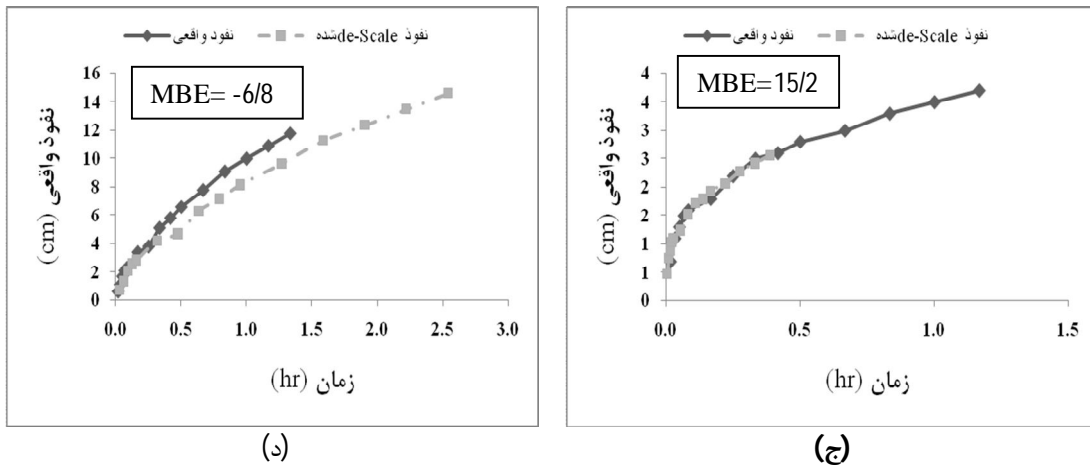 نفوذ واقعی
نفوذ de-Scaleشده
MBE= -6/8
نفوذ واقعی (cm)
16
14
12
10
8
6
4
2
0
0.0 0.5 1.0 1.5 2.0 2.5 3.0
زمان (hr)
(د)
نفوذ واقعی
نفوذ de-Scaleشده
MBE=15/2
نفوذ واقعی (cm)
4
4
3
3
2
2
1
1
0
0.0 0.5 1.0 1.5
زمان (hr)
(ج)